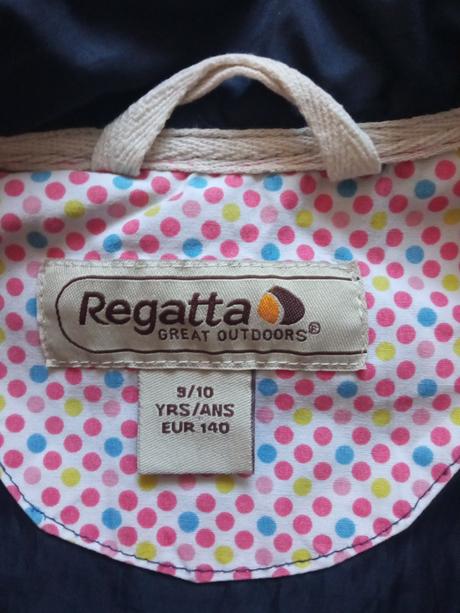 Regatta
GREAT OUTDOORS®
9/10
YRS/ANS
EUR 140